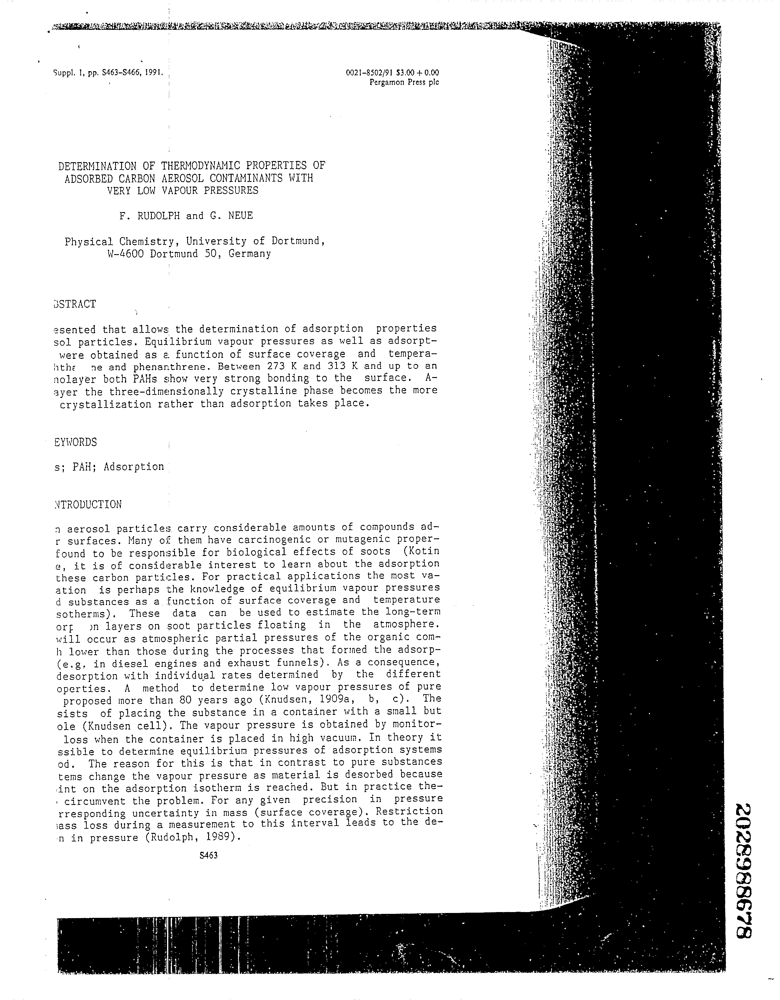 Suppl. 1, pp. S463-S466, 1991.
0021-8502/91 $3.00 + 0.00
Pergamon Press plc
DETERMINATION OF THERMODYNAMIC PROPERTIES OF
ADSORBED CARBON AEROSOL CONTAMINANTS WITH
VERY LOW VAPOUR PRESSURES
F. RUDOLPH and G. NEUE
Physical Chemistry, University of Dortmund,
W-4600 Dortmund 50, Germany
BSTRACT
esented that allows the determination of adsorption properties
sol particles. Equilibrium vapour pressures as well as adsorpt-
were obtained as a function of surface coverage and tempera-
ne and phenanthrene. Between 273 K and 313 K and up to an
nolayer both PAHs show very strong bonding to the surface. A-
ayer the three-dimensionally crystalline phase becomes the more
crystallization rather than adsorption takes place.
EYWORDS
s; PAH; Adsorption
NTRODUCTION
n aerosol particles carry considerable amounts of compounds ad-
r surfaces. Many of them have carcinogenic or mutagenic proper-
found to be responsible for biological effects of soots (Kotin
e, it is of considerable interest to learn about the adsorption
these carbon particles. For practical applications the most va-
ation is perhaps the knowledge of equilibrium vapour pressures
d substances as a function of surface coverage and temperature
sotherms). These data can be used to estimate the long-term
on layers on soot particles floating in the atmosphere.
will occur as atmospheric partial pressures of the organic com-
h lower than those during the processes that formed the adsorp-
(e.g. in diesel engines and exhaust funnels). As a consequence,
desorption with individual rates determined by the different
operties. A method to determine low vapour pressures of pure
proposed more than 80 years ago (Knudsen, 1909a, b, c). The
sists of placing the substance in a container with a small but
ole (Knudsen cell). The vapour pressure is obtained by monitor-
loss when the container is placed in high vacuum. In theory it
ssible to determine equilibrium pressures of adsorption systems
od. The reason for this is that in contrast to pure substances
tems change the vapour pressure as material is desorbed because
int on the adsorption isotherm is reached. But in practice the-
circumvent the problem. For any given precision in pressure
rresponding uncertainty in mass (surface coverage). Restriction
ass loss during a measurement to this interval leads to the de-
n in pressure (Rudolph, 1989).
S463
2028988678